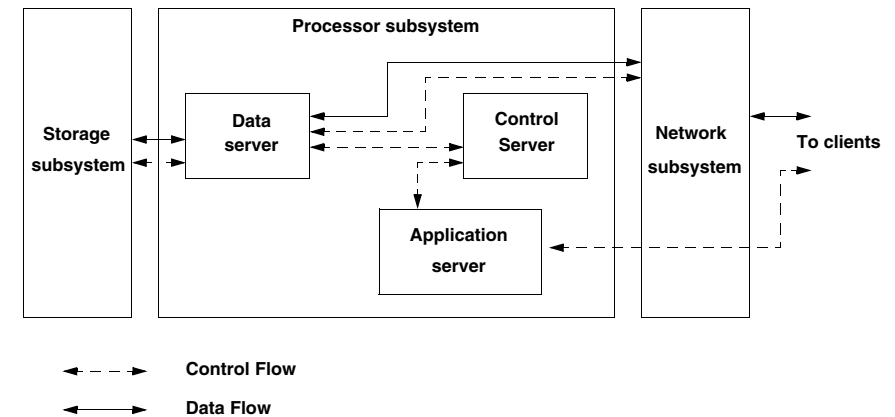 Processor subsystem
Storage
subsystem
Data
server
Control
Server
Application
server
Network
subsystem
To clients
Control Flow
Data Flow